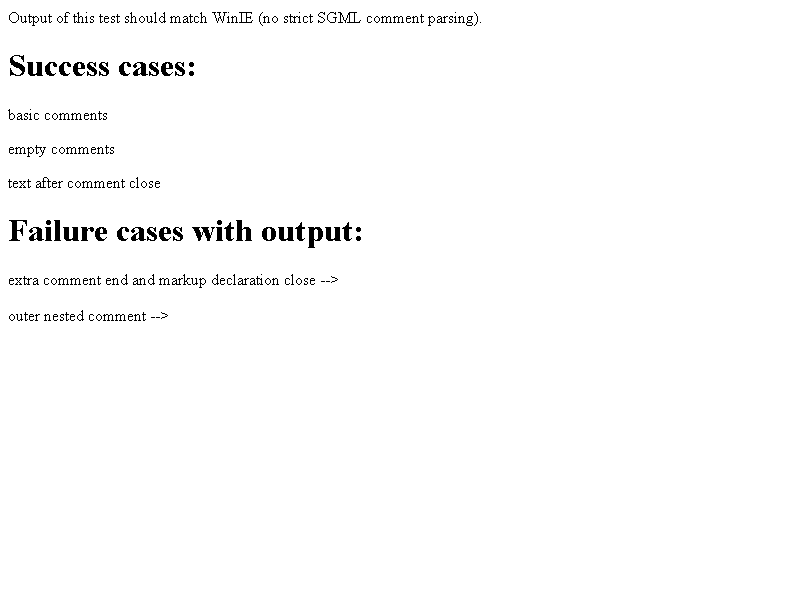 Output of this test should match WinIE (no strict SGML comment parsing).
Success cases:
basic comments
empty comments
text after comment close
Failure cases with output:
extra comment end and markup declaration close -->
outer nested comment -->